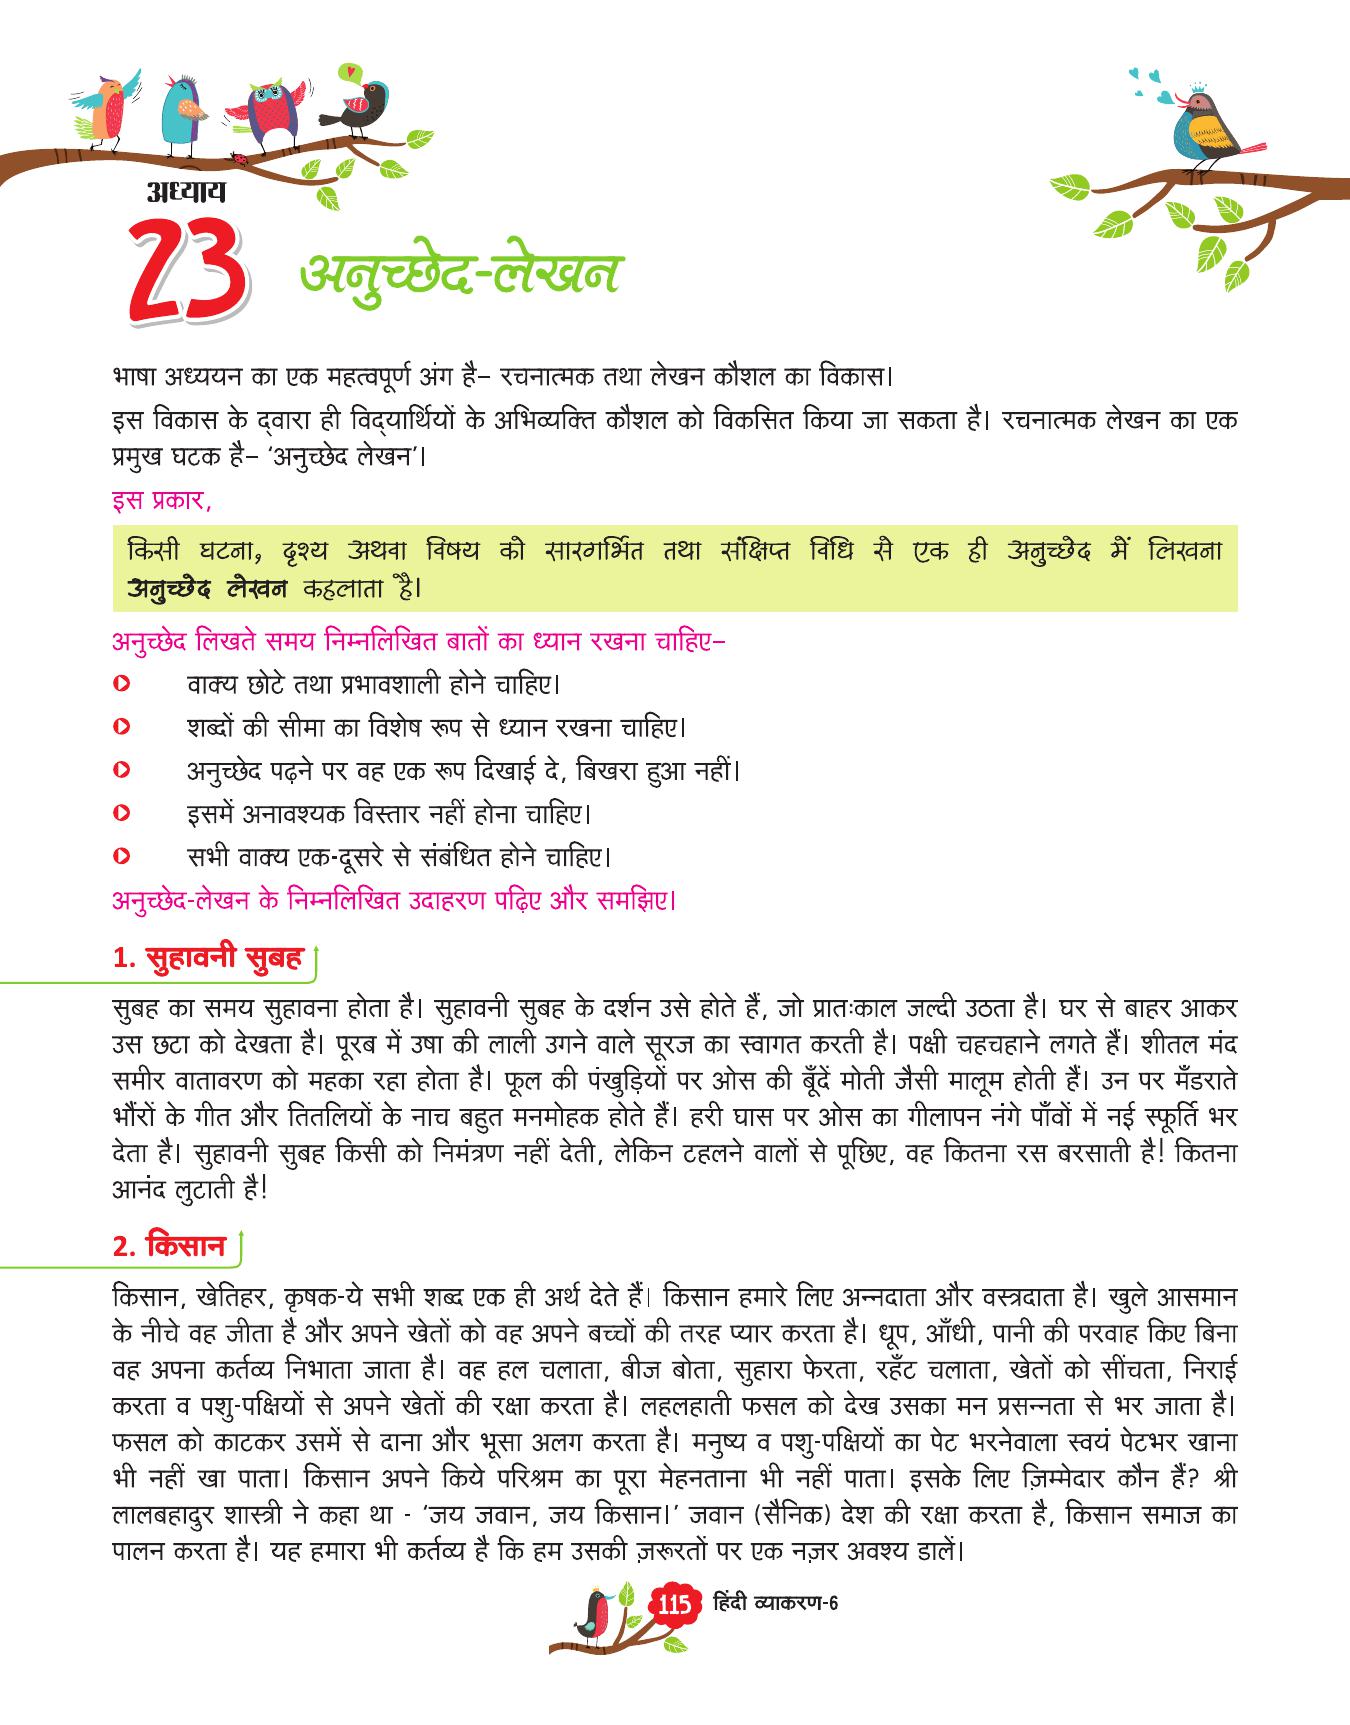 अध्याय
23
अनुच्छेद-लेखन
भाषा अध्ययन का एक महत्वपूर्ण अंग है– रचनात्मक तथा लेखन कौशल का विकास।
इस विकास के द्वारा ही विद्यार्थियों के अभिव्यक्ति कौशल को विकसित किया जा सकता है। रचनात्मक लेखन का एक
प्रमुख घटक है– ‘अनुच्छेद लेखन’।
इस प्रकार,
किसी घटना, दृश्य अथवा विषय को सारगर्भित तथा संक्षिप्त विधि से एक ही अनुच्छेद में लिखना
अनुच्छेद लेखन कहलाता है।
अनुच्छेद लिखते समय निम्नलिखित बातों का ध्यान रखना चाहिए–
वाक्य छोटे तथा प्रभावशाली होने चाहिए।
शब्दों की सीमा का विशेष रूप से ध्यान रखना चाहिए।
अनुच्छेद पढ़ने पर वह एक रूप दिखाई दे, बिखरा हुआ नहीं।
इसमें अनावश्यक विस्तार नहीं होना चाहिए।
सभी वाक्य एक-दूसरे से संबंधित होने चाहिए।
अनुच्छेद-लेखन के निम्नलिखित उदाहरण पढ़िए और समझिए।
1. सुहावनी सुबह
सुबह का समय सुहावना होता है। सुहावनी सुबह के दर्शन उसे होते हैं, जो प्रातःकाल जल्दी उठता है। घर से बाहर आकर
उस छटा को देखता है। पूरब में उषा की लाली उगने वाले सूरज का स्वागत करती है। पक्षी चहचहाने लगते हैं। शीतल मंद
समीर वातावरण को महका रहा होता है। फूल की पंखुड़ियों पर ओस की बूँदें मोती जैसी मालूम होती हैं। उन पर मँडराते
भौंरों के गीत और तितलियों के नाच बहुत मनमोहक होते हैं। हरी घास पर ओस का गीलापन नंगे पाँवों में नई स्फूर्ति भर
देता है। सुहावनी सुबह किसी को निमंत्रण नहीं देती, लेकिन टहलने वालों से पूछिए, वह कितना रस बरसाती है! कितना
आनंद लुटाती है!
2. किसान
किसान, खेतिहर, कृषक-ये सभी शब्द एक ही अर्थ देते हैं। किसान हमारे लिए अन्नदाता और वस्त्रदाता है। खुले आसमान
के नीचे वह जीता है और अपने खेतों को वह अपने बच्चों की तरह प्यार करता है। धूप, आँधी, पानी की परवाह किए बिना
वह अपना कर्तव्य निभाता जाता है। वह हल चलाता, बीज बोता, सुहारा फेरता, रहँट चलाता, खेतों को सींचता, निराई
करता व पशु-पक्षियों से अपने खेतों की रक्षा करता है। लहलहाती फसल को देख उसका मन प्रसन्नता से भर जाता है।
फसल को काटकर उसमें से दाना और भूसा अलग करता है। मनुष्य व पशु-पक्षियों का पेट भरनेवाला स्वयं पेटभर खाना
भी नहीं खा पाता। किसान अपने किये परिश्रम का पूरा मेहनताना भी नहीं पाता। इसके लिए ज़िम्मेदार कौन हैं? श्री
लालबहादुर शास्त्री ने कहा था - ‘जय जवान, जय किसान।’ जवान (सैनिक) देश की रक्षा करता है, किसान समाज का
पालन करता है। यह हमारा भी कर्तव्य है कि हम उसकी ज़रूरतों पर एक नज़र अवश्य डालें।
115 हिंदी व्याकरण-6